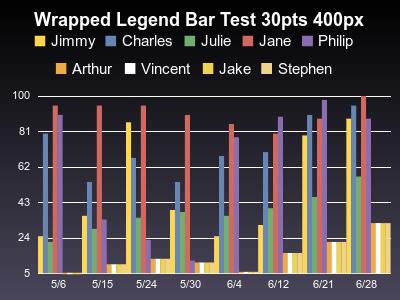 Wrapped Legend Bar Test 30pts 400px
Jimmy Charles Julie Jane Philip
Arthur Vincent Jake Stephen
100
81
62
43
24
5
5/6 5/15 5/24 5/30 6/4 6/12 6/21 6/28